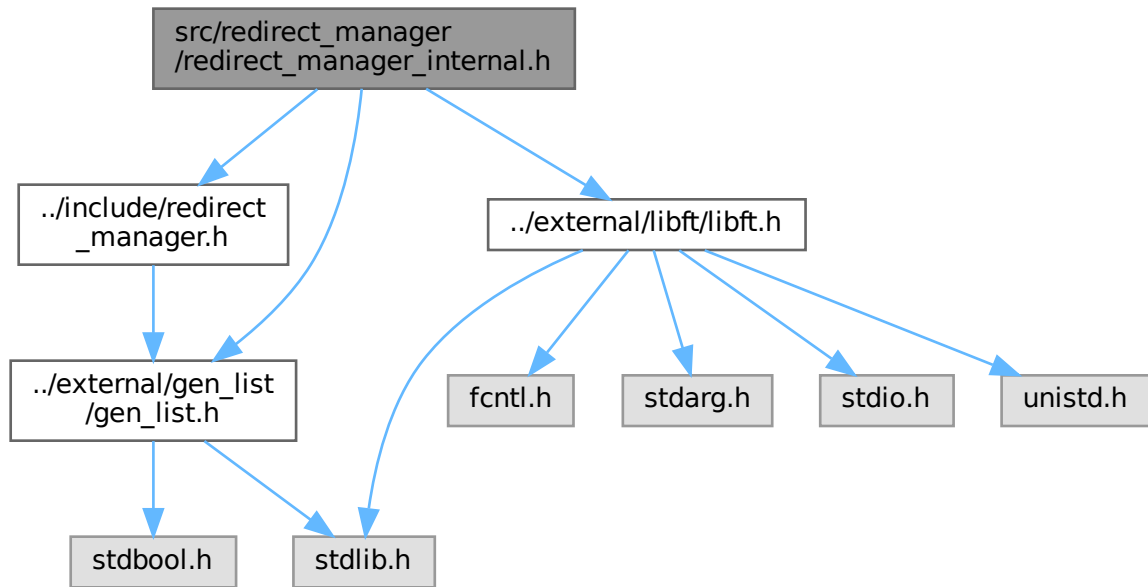 src/redirect_manager
/redirect_manager_internal.h
../include/redirect
_manager.h
../external/libft/libft.h
../external/gen_list
/gen_list.h
fcntl.h
stdarg.h
stdio.h
unistd.h
stdbool.h
stdlib.h